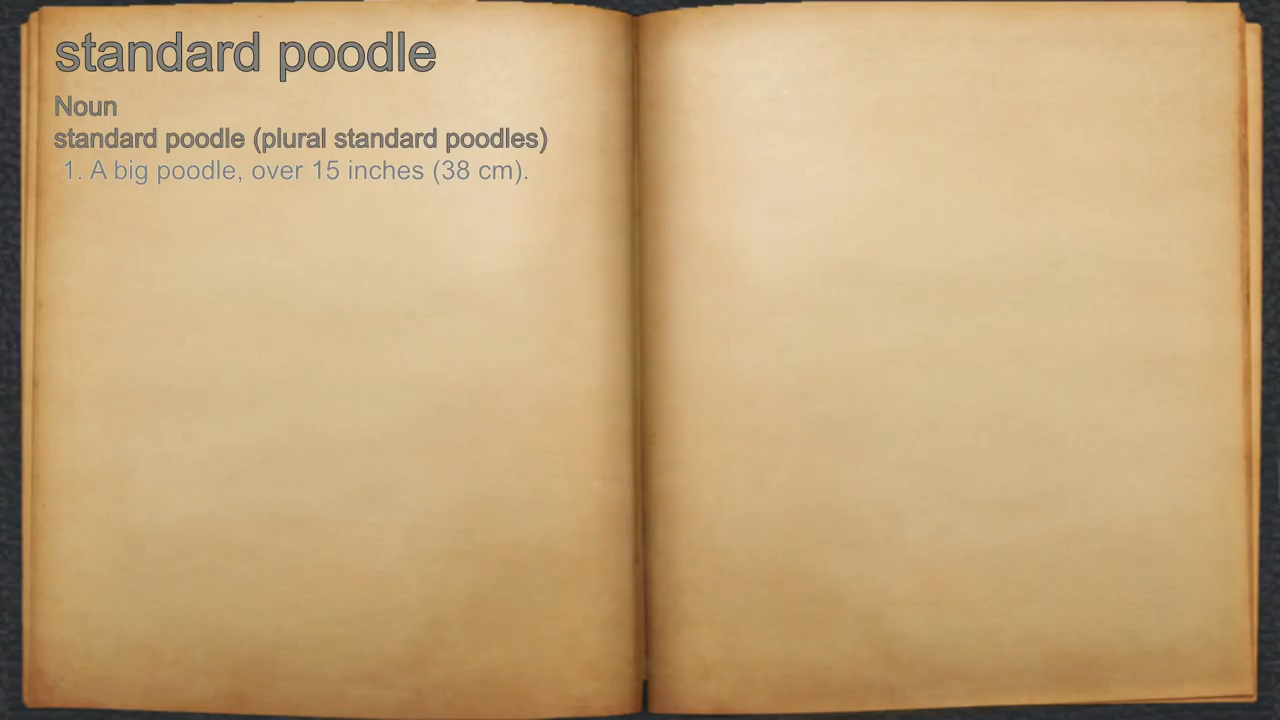 standard poodle
Noun
standard poodle (plural standard poodles)
1. A big poodle, over 15 inches (38 cm).